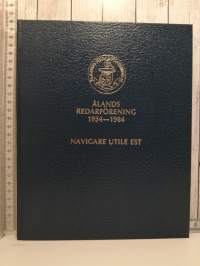 ÅLANDS
REDARFÖRENING
1934—1984
NAVIGARE UTILE EST